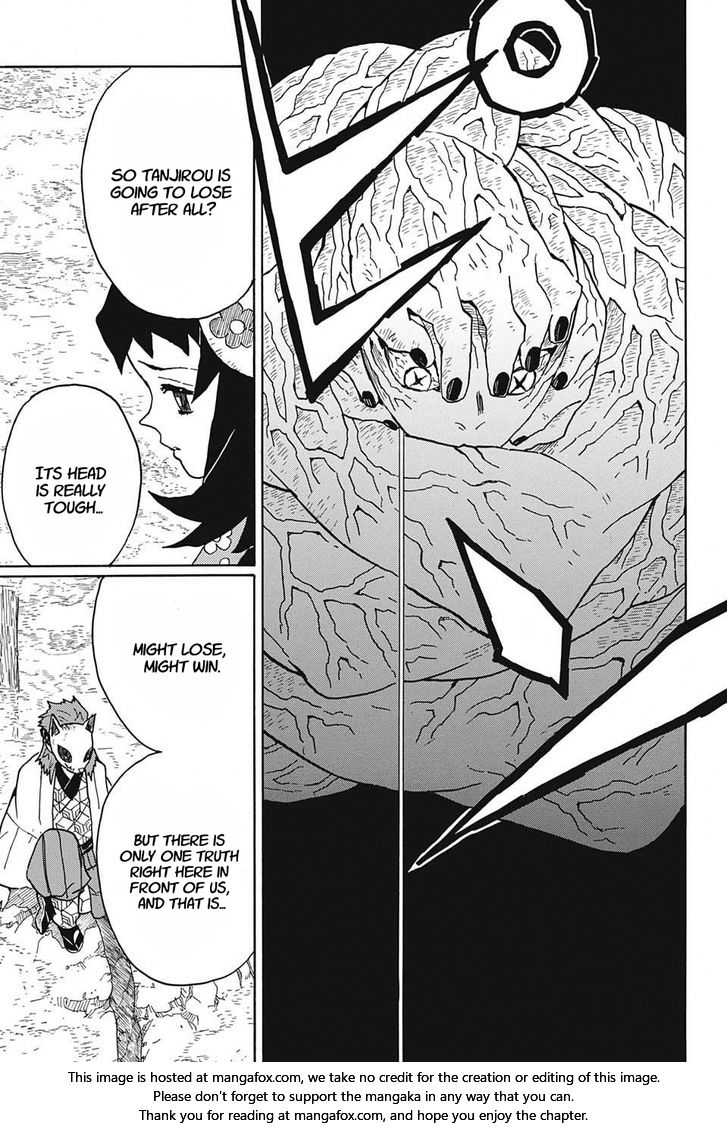 SO TANJIROU IS
GOING TO LOSE
AFTER ALL?
ITS HEAD
IS REALLY
TOUGH...
MIGHT LOSE,
MIGHT WIN.
BUT THERE IS
ONLY ONE TRUTH
RIGHT HERE IN
FRONT OF US,
AND THAT IS...
This image is hosted at mangafox.com, we take no credit for the creation or editing of this image.
Please don't forget to support the mangaka in any way that you can.
Thank you for reading at mangafox.com, and hope you enjoy the chapter.